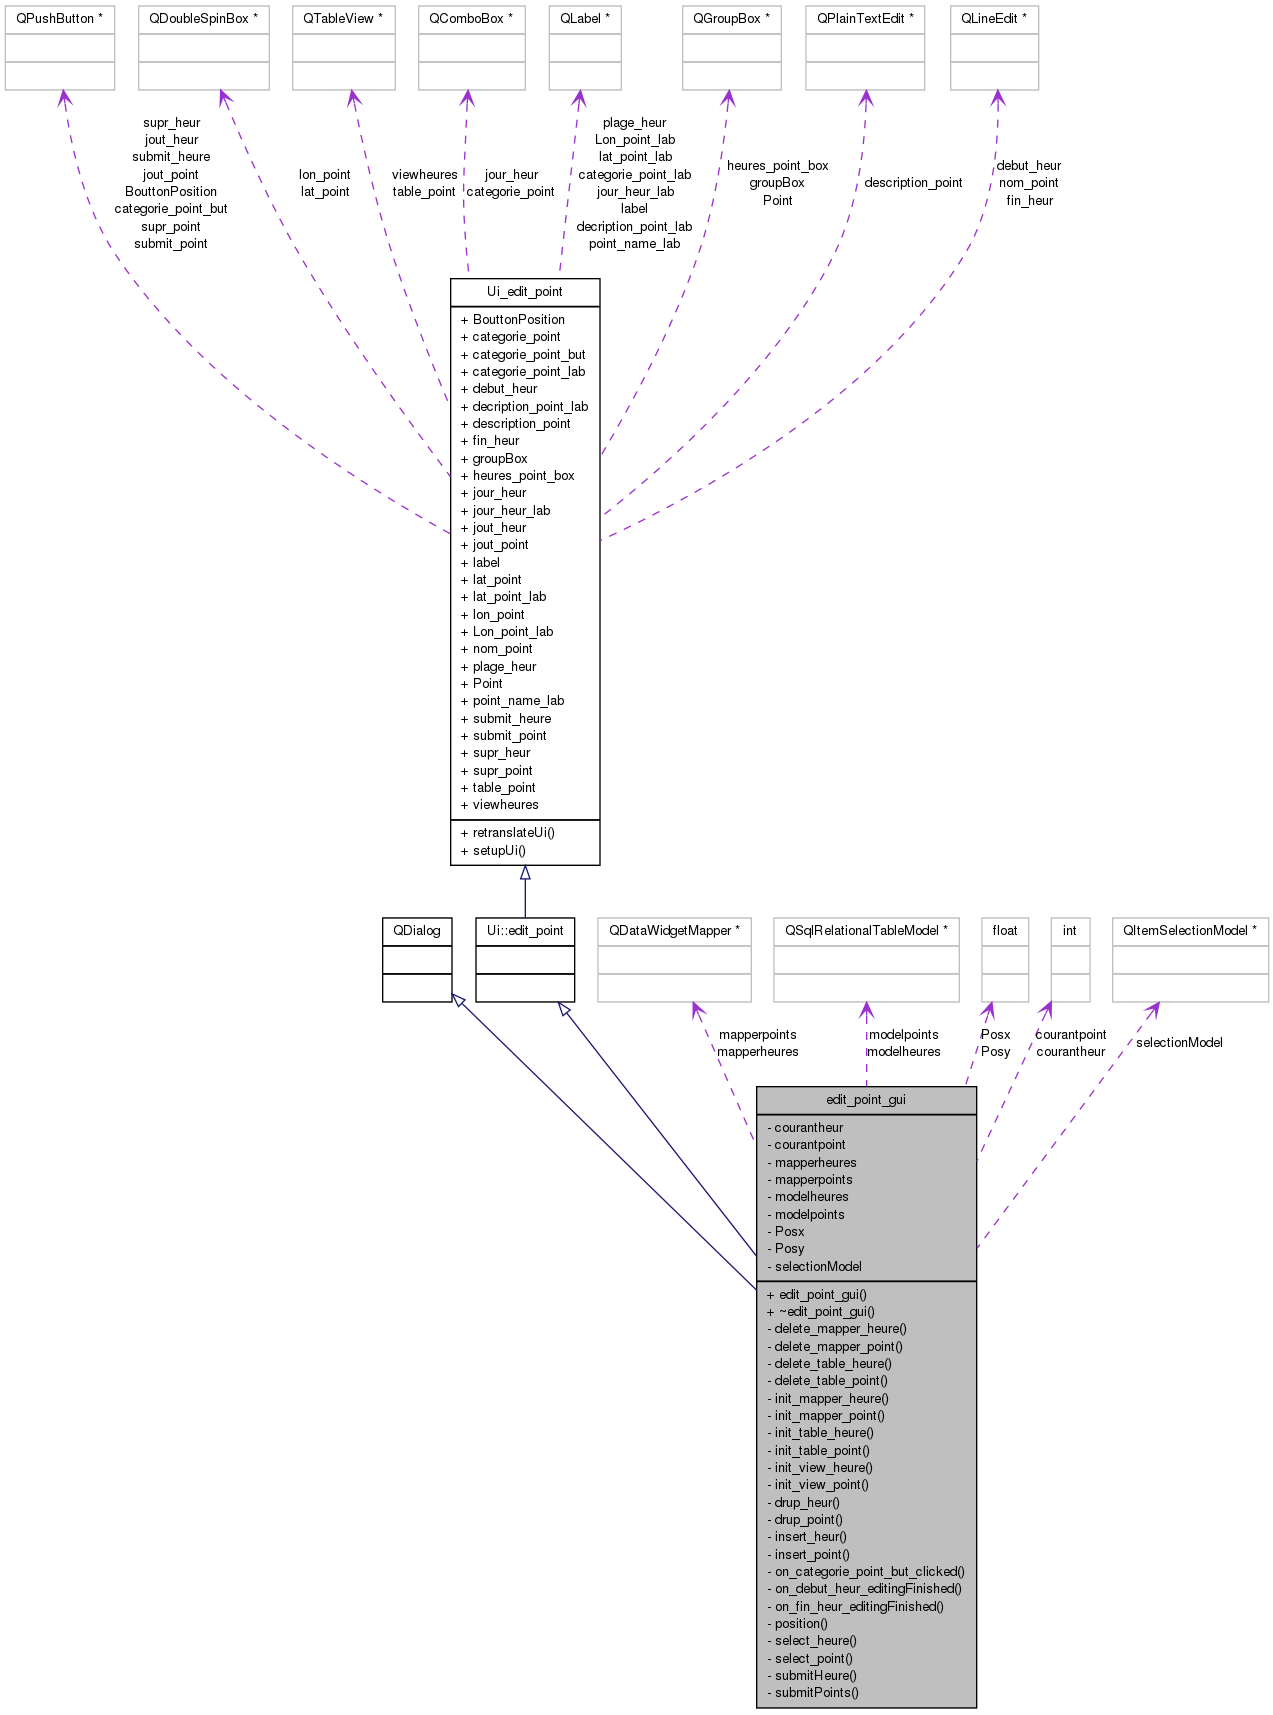 QPushButton *
QDoubleSpinBox *
QTableView *
QComboBox *
QLabel *
QGroupBox *
QPlainTextEdit *
QLineEdit *
supr_heur
jout_heur
submit_heure
jout_point
BouttonPosition
categorie_point_but
supr_point
submit_point
lon_point
lat_point
viewheures
table_point
jour_heur
categorie_point
plage_heur
Lon_point_lab
lat_point_lab
categorie_point_lab
jour_heur_lab
label
decription_point_lab
point_name_lab
heures_point_box
groupBox
Point
description_point
debut_heur
nom_point
fin_heur
Ui_edit_point
+ BouttonPosition
+ categorie_point
+ categorie_point_but
+ categorie_point_lab
+ debut_heur
+ decription_point_lab
+ description_point
+ fin_heur
+ groupBox
+ heures_point_box
+ jour_heur
+ jour_heur_lab
+ jout_heur
+ jout_point
+ label
+ lat_point
+ lat_point_lab
+ lon_point
+ Lon_point_lab
+ nom_point
+ plage_heur
+ Point
+ point_name_lab
+ submit_heure
+ submit_point
+ supr_heur
+ supr_point
+ table_point
+ viewheures
+ retranslateUi()
+ setupUi()
QDialog
Ui::edit_point
QDataWidgetMapper *
QSqlRelationalTableModel *
float
int
QItemSelectionModel *
mapperpoints
mapperheures
modelpoints
modelheures
Posx
Posy
courantpoint
courantheur
selectionModel
edit_point_gui
- courantheur
- courantpoint
- mapperheures
- mapperpoints
- modelheures
- modelpoints
- Posx
- Posy
- selectionModel
+ edit_point_gui()
+ ~edit_point_gui()
- delete_mapper_heure()
- delete_mapper_point()
- delete_table_heure()
- delete_table_point()
- init_mapper_heure()
- init_mapper_point()
- init_table_heure()
- init_table_point()
- init_view_heure()
- init_view_point()
- drup_heur()
- drup_point()
- insert_heur()
- insert_point()
- on_categorie_point_but_clicked()
- on_debut_heur_editingFinished()
- on_fin_heur_editingFinished()
- position()
- select_heure()
- select_point()
- submitHeure()
- submitPoints()